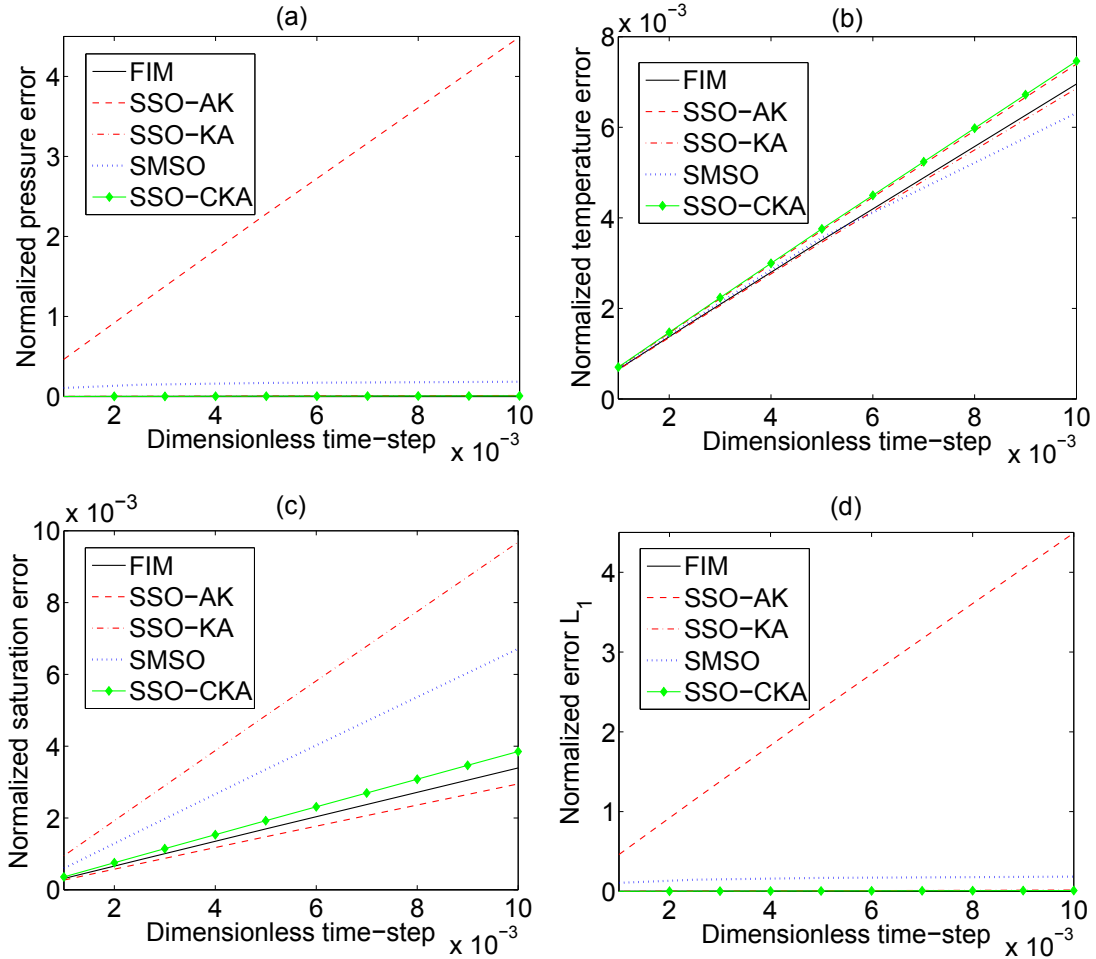 (a)
Normalized pressure error
4
3
2
1
0
FIM
SSO−AK
SSO−KA
SMSO
SSO−CKA
2 4 6 8 10
Dimensionless time−step
x 10−3
(b)
x 10−3
Normalized temperature error
8
6
4
2
0
FIM
SSO−AK
SSO−KA
SMSO
SSO−CKA
2 4 6 8 10
Dimensionless time−step
x 10−3
(c)
x 10−3
Normalized saturation error
10
8
6
4
2
0
FIM
SSO−AK
SSO−KA
SMSO
SSO−CKA
2 4 6 8 10
Dimensionless time−step
x 10−3
(d)
Normalized error L1
4
3
2
1
0
FIM
SSO−AK
SSO−KA
SMSO
SSO−CKA
2 4 6 8 10
Dimensionless time−step
x 10−3